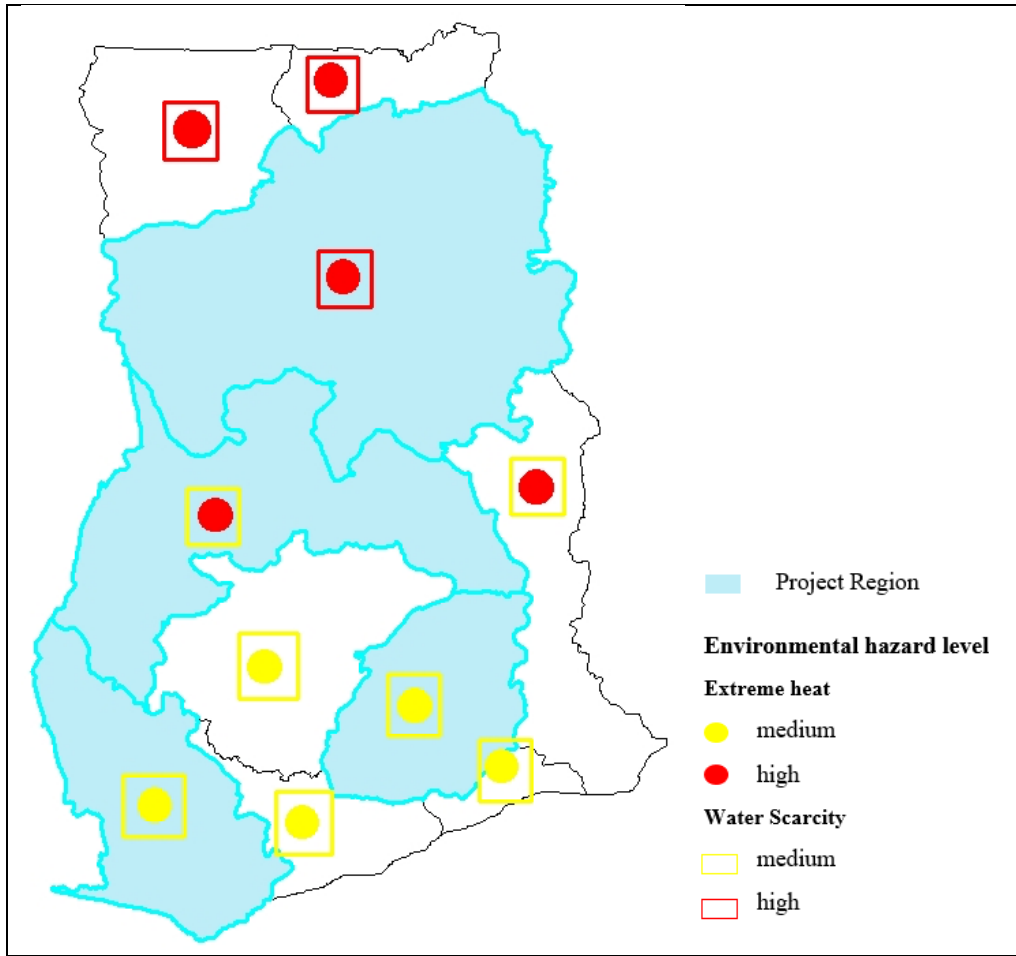 Project Region
Environmental hazard level
Extreme heat
medium
high
Water Scarcity
medium
high